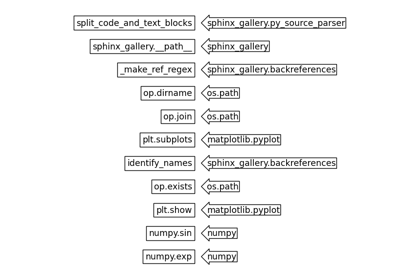 split_code_and_text_blocks sphinx_gallery.py_source_parser
sphinx_gallery.__path__ sphinx_gallery
_make_ref_regex sphinx_gallery.backreferences
op.dirname os.path
op.join os.path
plt.subplots matplotlib.pyplot
identify_names sphinx_gallery.backreferences
op.exists os.path
plt.show matplotlib.pyplot
numpy.sin numpy
numpy.exp numpy